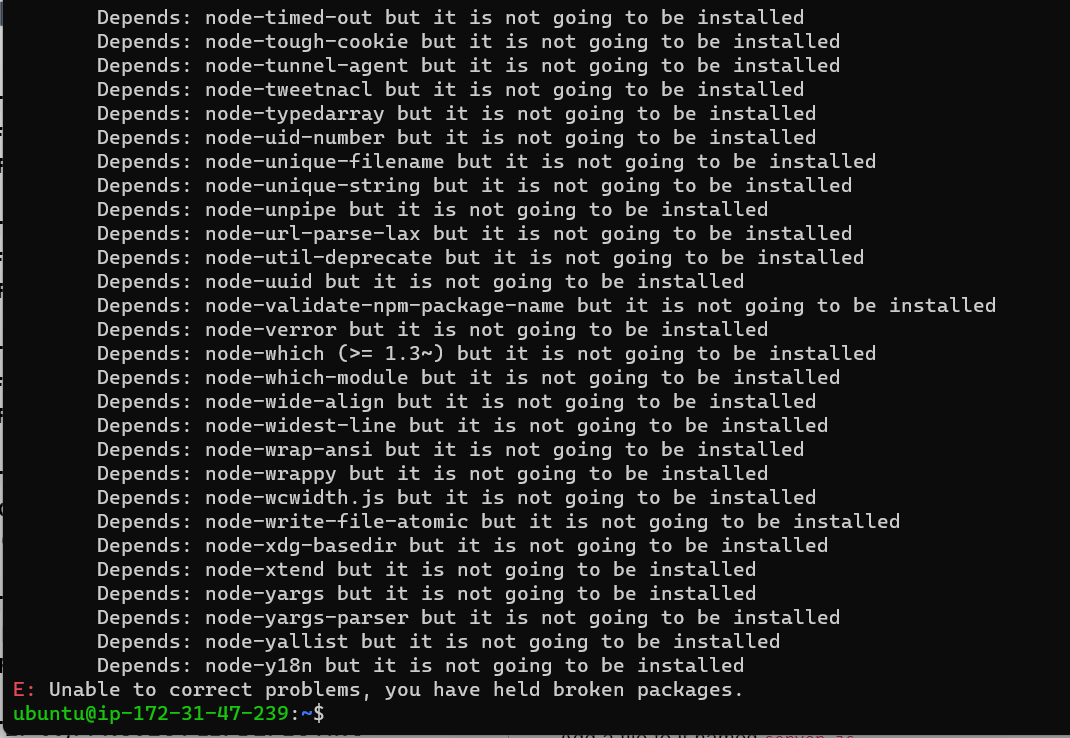 Depends: node-timed-out but it is not going to be installed
Depends: node-tough-cookie but it is not going to be installed
Depends: node-tunnel-agent but it is not going to be installed
Depends: node-tweetnacl but it is not going to be installed
Depends: node-typedarray but it is not going to be installed
Depends: node-uid-number but it is not going to be installed
Depends: node-unique-filename but it is not going to be installed
Depends: node-unique-string but it is not going to be installed
Depends: node-unpipe but it is not going to be installed
Depends: node-url-parse-lax but it is not going to be installed
Depends: node-util-deprecate but it is not going to be installed
Depends: node-uuid but it is not going to be installed
Depends: node-validate-npm-package-name but it is not going to be installed
Depends: node-verror but it is not going to be installed
Depends: node-which (>= 1.3~) but it is not going to be installed
Depends: node-which-module but it is not going to be installed
Depends: node-wide-align but it is not going to be installed
Depends: node-widest-line but it is not going to be installed
Depends: node-wrap-ansi but it is not going to be installed
Depends: node-wrappy but it is not going to be installed
Depends: node-wcwidth.js but it is not going to be installed
Depends: node-write-file-atomic but it is not going to be installed
Depends: node-xdg-basedir but it is not going to be installed
Depends: node-xtend but it is not going to be installed
Depends: node-yargs but it is not going to be installed
Depends: node-yargs-parser but it is not going to be installed
Depends: node-yallist but it is not going to be installed
Depends: node-y18n but it is not going to be installed
E: Unable to correct problems, you have held broken packages.
ubuntu@ip-172-31-47-239:~$